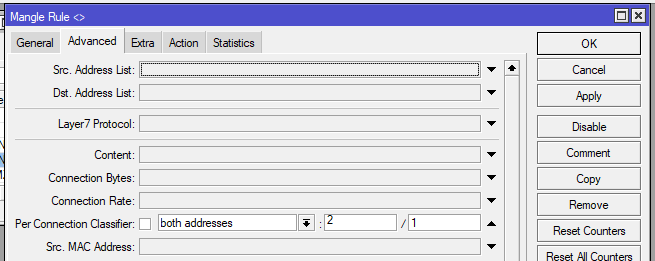 Mangle Rule <>
General Advanced Extra Action Statistics
OK
Src. Address List:
Cancel
Dst. Address List:
Apply
Layer7 Protocol:
Disable
Content:
Comment
Connection Bytes:
Copy
Connection Rate:
Remove
Per Connection Classifier: both addresses : 2 / 1
Reset Counters
Src. MAC Address:
Reset All Counters